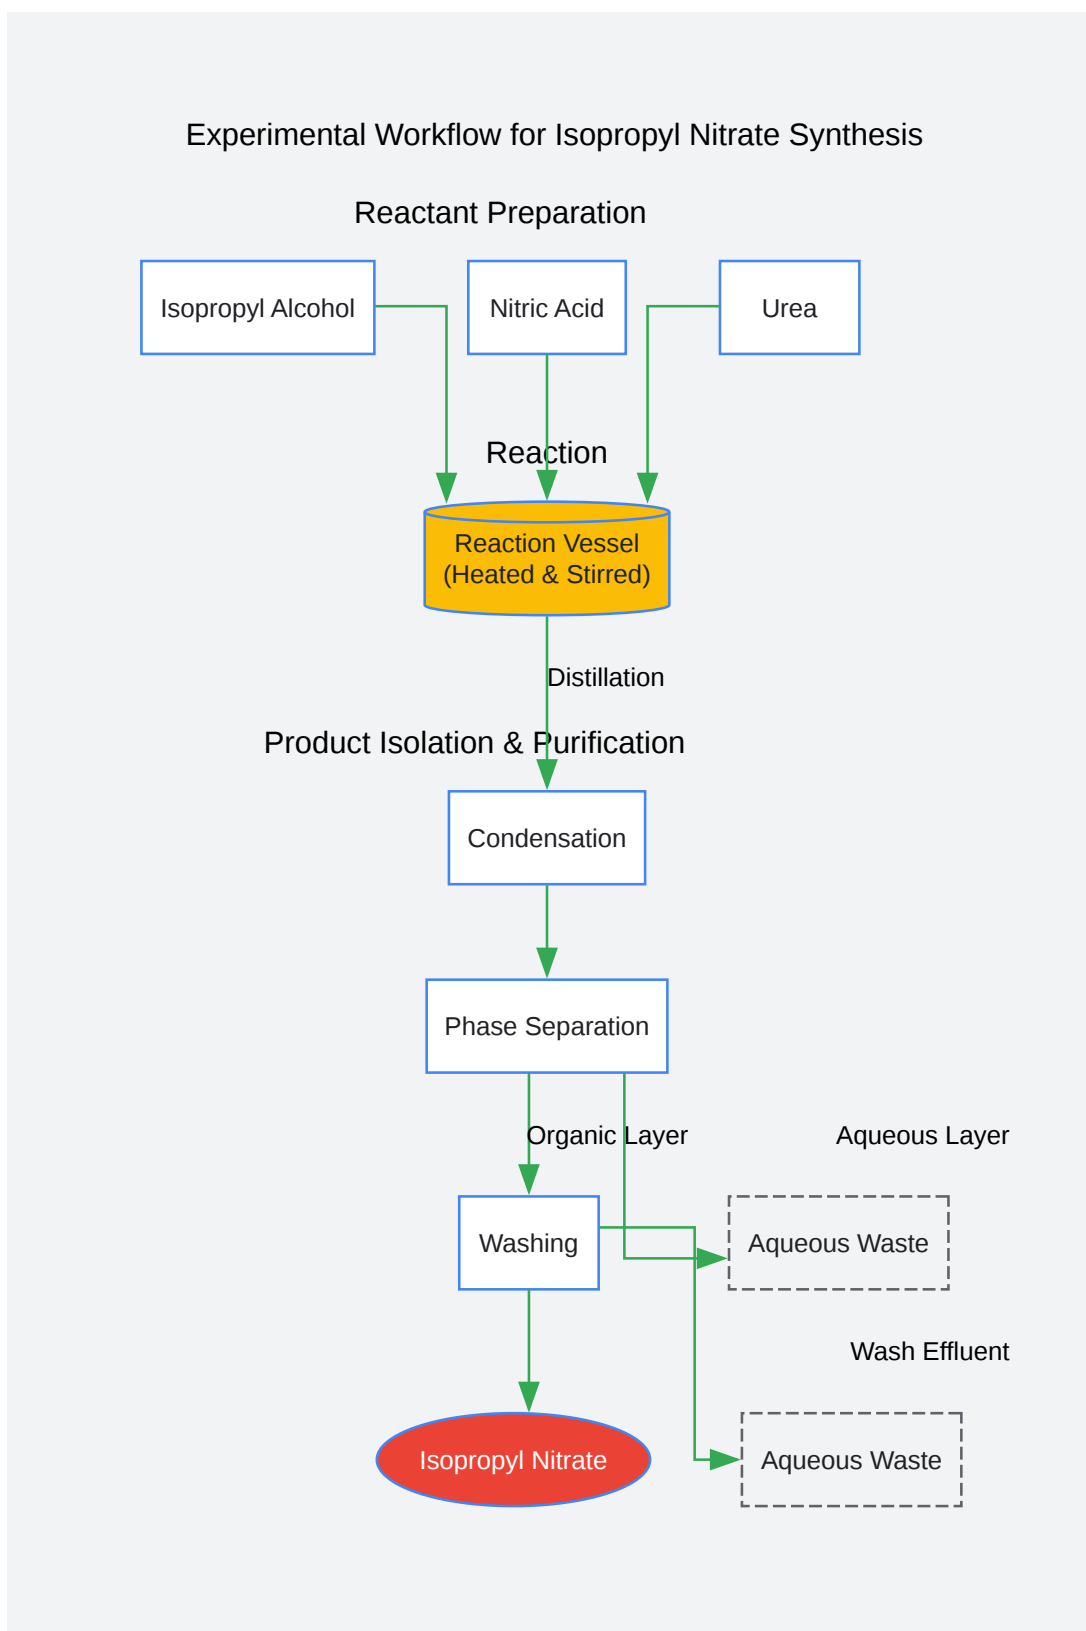 Experimental Workflow for Isopropyl Nitrate Synthesis
Reactant Preparation
Isopropyl Alcohol
Nitric Acid
Urea
Reaction
Reaction Vessel
(Heated & Stirred)
Distillation
Product Isolation & Purification
Condensation
Phase Separation
Organic Layer
Aqueous Layer
Washing
Aqueous Waste
Wash Effluent
Isopropyl Nitrate
Aqueous Waste